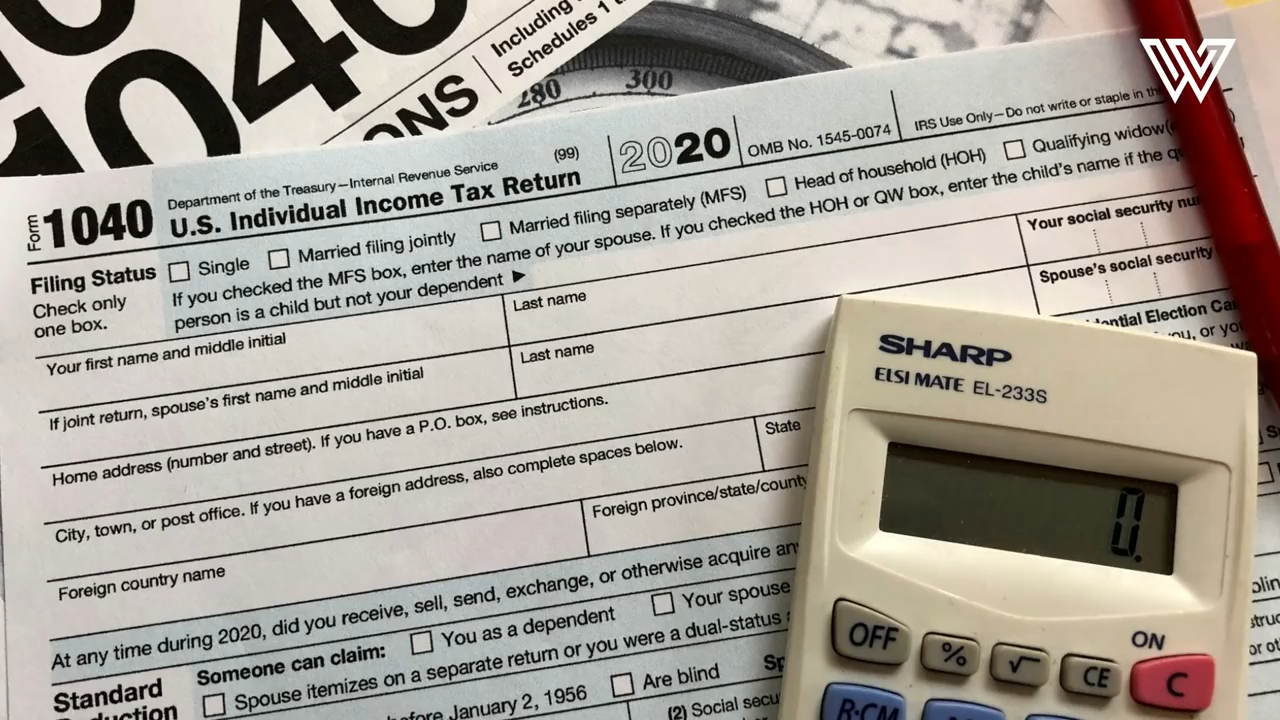 1040
ONS
Including
Schedules 1
280
300
W
Form 1040
Department of the Treasury—Internal Revenue Service
(99)
U.S. Individual Income Tax Return
2020
OMB No. 1545-0074
IRS Use Only—Do not write or staple in
Filing Status
Check only
one box.
Single
Married filing jointly
Married filing separately (MFS)
Head of household (HOH)
Qualifying widow(
If you checked the MFS box, enter the name of your spouse. If you checked the HOH or QW box, enter the child's name if the
person is a child but not your dependent ►
Your first name and middle initial
Last name
Your social security
If joint return, spouse's first name and middle initial
Last name
Spouse's social security
Home address (number and street). If you have a P.O. box, see instructions.
Election
City, town, or post office. If you have a foreign address, also complete spaces below.
State
Foreign country name
Foreign province/state/county
At any time during 2020, did you receive, sell, send, exchange, or otherwise acquire
Standard
Someone can claim:
You as a dependent
Your spouse
Spouse itemizes on a separate return or you were a dual-status
before January 2, 1956
Are blind
(2) Social
SHARP
ELSI MATE EL-233S
0.
OFF
%
√
CE
ON
C
R·CM